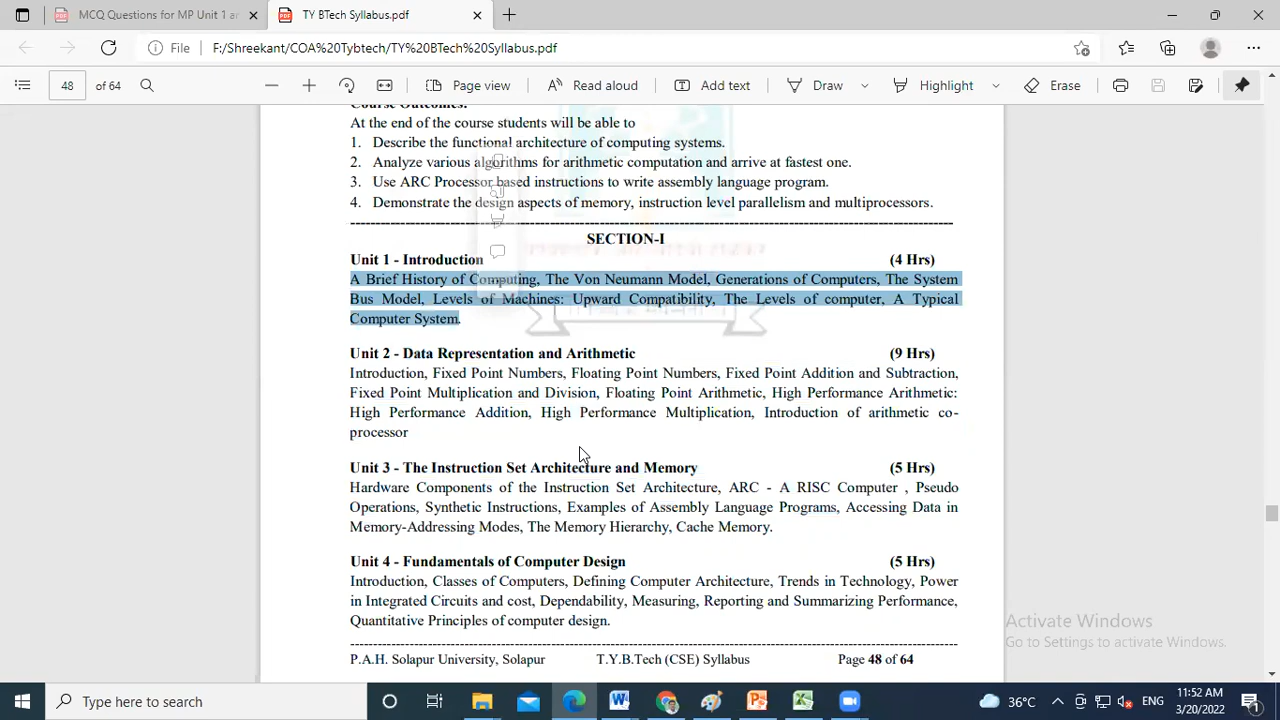 MCQ Questions for MP Unit 1 a
TY BTech Syllabus.pdf
File F:/Shreekant/COA%20Tybtech/TY%20BTech%20Syllabus.pdf
48 of 64 Page view Read aloud Add text Draw Highlight Erase
Course Outcomes:
At the end of the course students will be able to
1. Describe the functional architecture of computing systems.
2. Analyze various algorithms for arithmetic computation and arrive at fastest one.
3. Use ARC Processor based instructions to write assembly language program.
4. Demonstrate the design aspects of memory, instruction level parallelism and multiprocessors.
SECTION-I
Unit 1 - Introduction (4 Hrs)
A Brief History of Computing, The Von Neumann Model, Generations of Computers, The System
Bus Model, Levels of Machines: Upward Compatibility, The Levels of computer, A Typical
Computer System.
Unit 2 - Data Representation and Arithmetic (9 Hrs)
Introduction, Fixed Point Numbers, Floating Point Numbers, Fixed Point Addition and Subtraction,
Fixed Point Multiplication and Division, Floating Point Arithmetic, High Performance Arithmetic:
High Performance Addition, High Performance Multiplication, Introduction of arithmetic co-
processor
Unit 3 - The Instruction Set Architecture and Memory (5 Hrs)
Hardware Components of the Instruction Set Architecture, ARC - A RISC Computer , Pseudo
Operations, Synthetic Instructions, Examples of Assembly Language Programs, Accessing Data in
Memory-Addressing Modes, The Memory Hierarchy, Cache Memory.
Unit 4 - Fundamentals of Computer Design (5 Hrs)
Introduction, Classes of Computers, Defining Computer Architecture, Trends in Technology, Power
in Integrated Circuits and cost, Dependability, Measuring, Reporting and Summarizing Performance,
Quantitative Principles of computer design.
P.A.H. Solapur University, Solapur T.Y.B.Tech (CSE) Syllabus Page 48 of 64
Activate Windows
Go to Settings to activate Windows.
Type here to search
36°C ENG 11:52 AM
3/20/2022
1